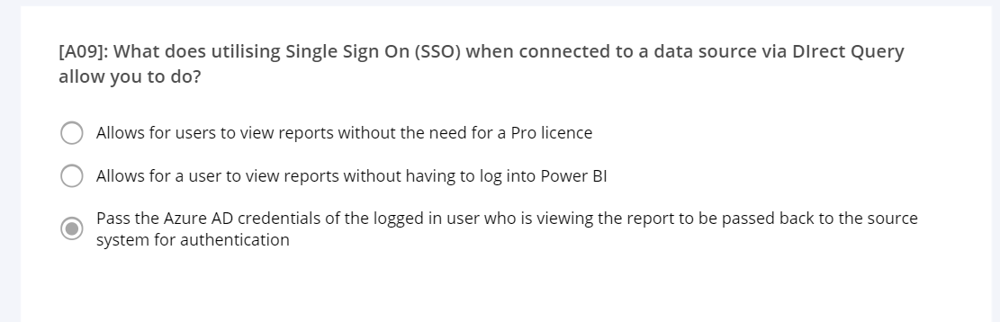 [A09]: What does utilising Single Sign On (SSO) when connected to a data source via DIrect Query
allow you to do?
Allows for users to view reports without the need for a Pro licence
Allows for a user to view reports without having to log into Power BI
Pass the Azure AD credentials of the logged in user who is viewing the report to be passed back to the source
system for authentication